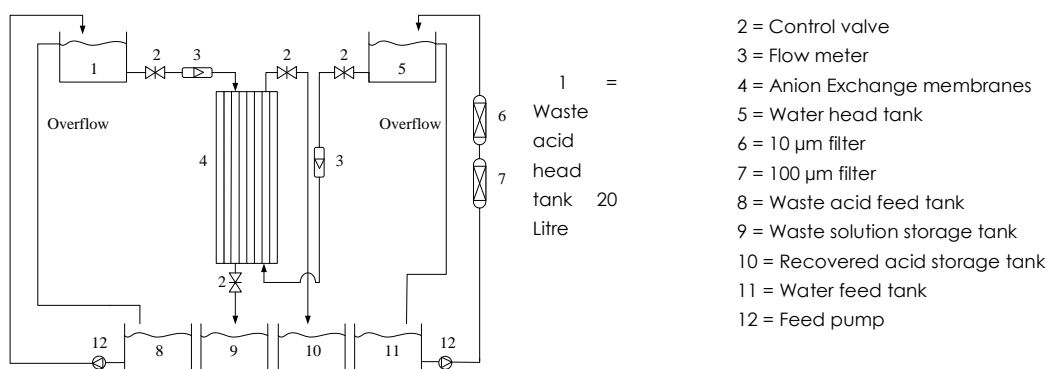 2
3
2
2
1
5
Overflow
Overflow
4
3
6
7
2
12
8
9
10
11
12
1 =
Waste
acid
head
tank 20
Litre
2 = Control valve
3 = Flow meter
4 = Anion Exchange membranes
5 = Water head tank
6 = 10 µm filter
7 = 100 µm filter
8 = Waste acid feed tank
9 = Waste solution storage tank
10 = Recovered acid storage tank
11 = Water feed tank
12 = Feed pump